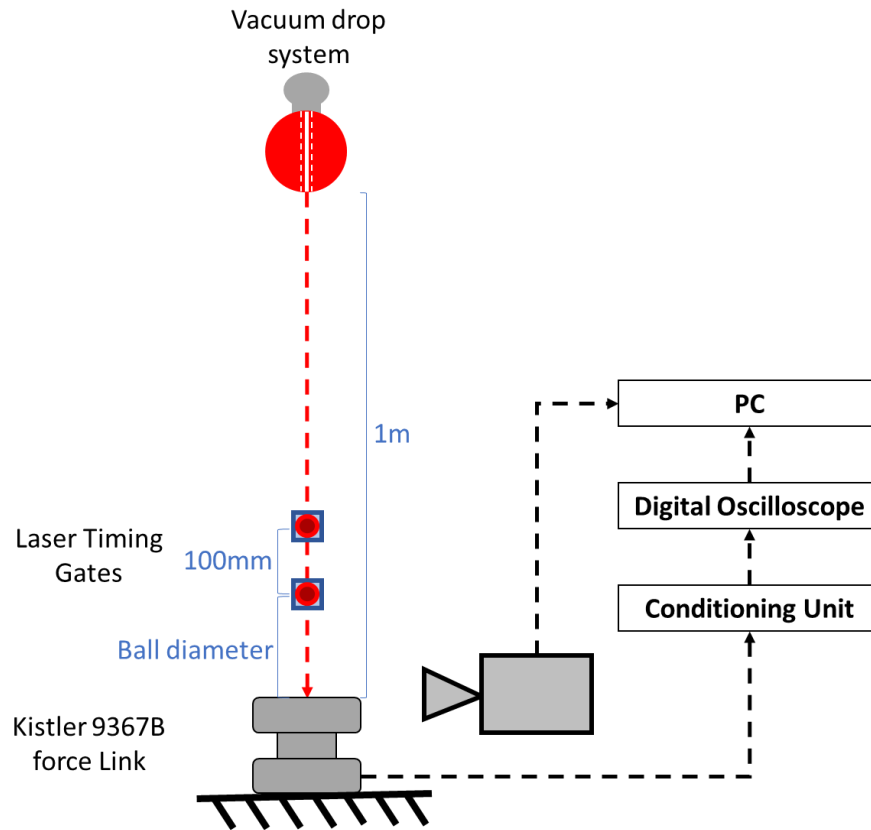 Vacuum drop
system
1m
PC
Digital Oscilloscope
Laser Timing
Gates
100mm
Conditioning Unit
Ball diameter
Kistler 9367B
force Link